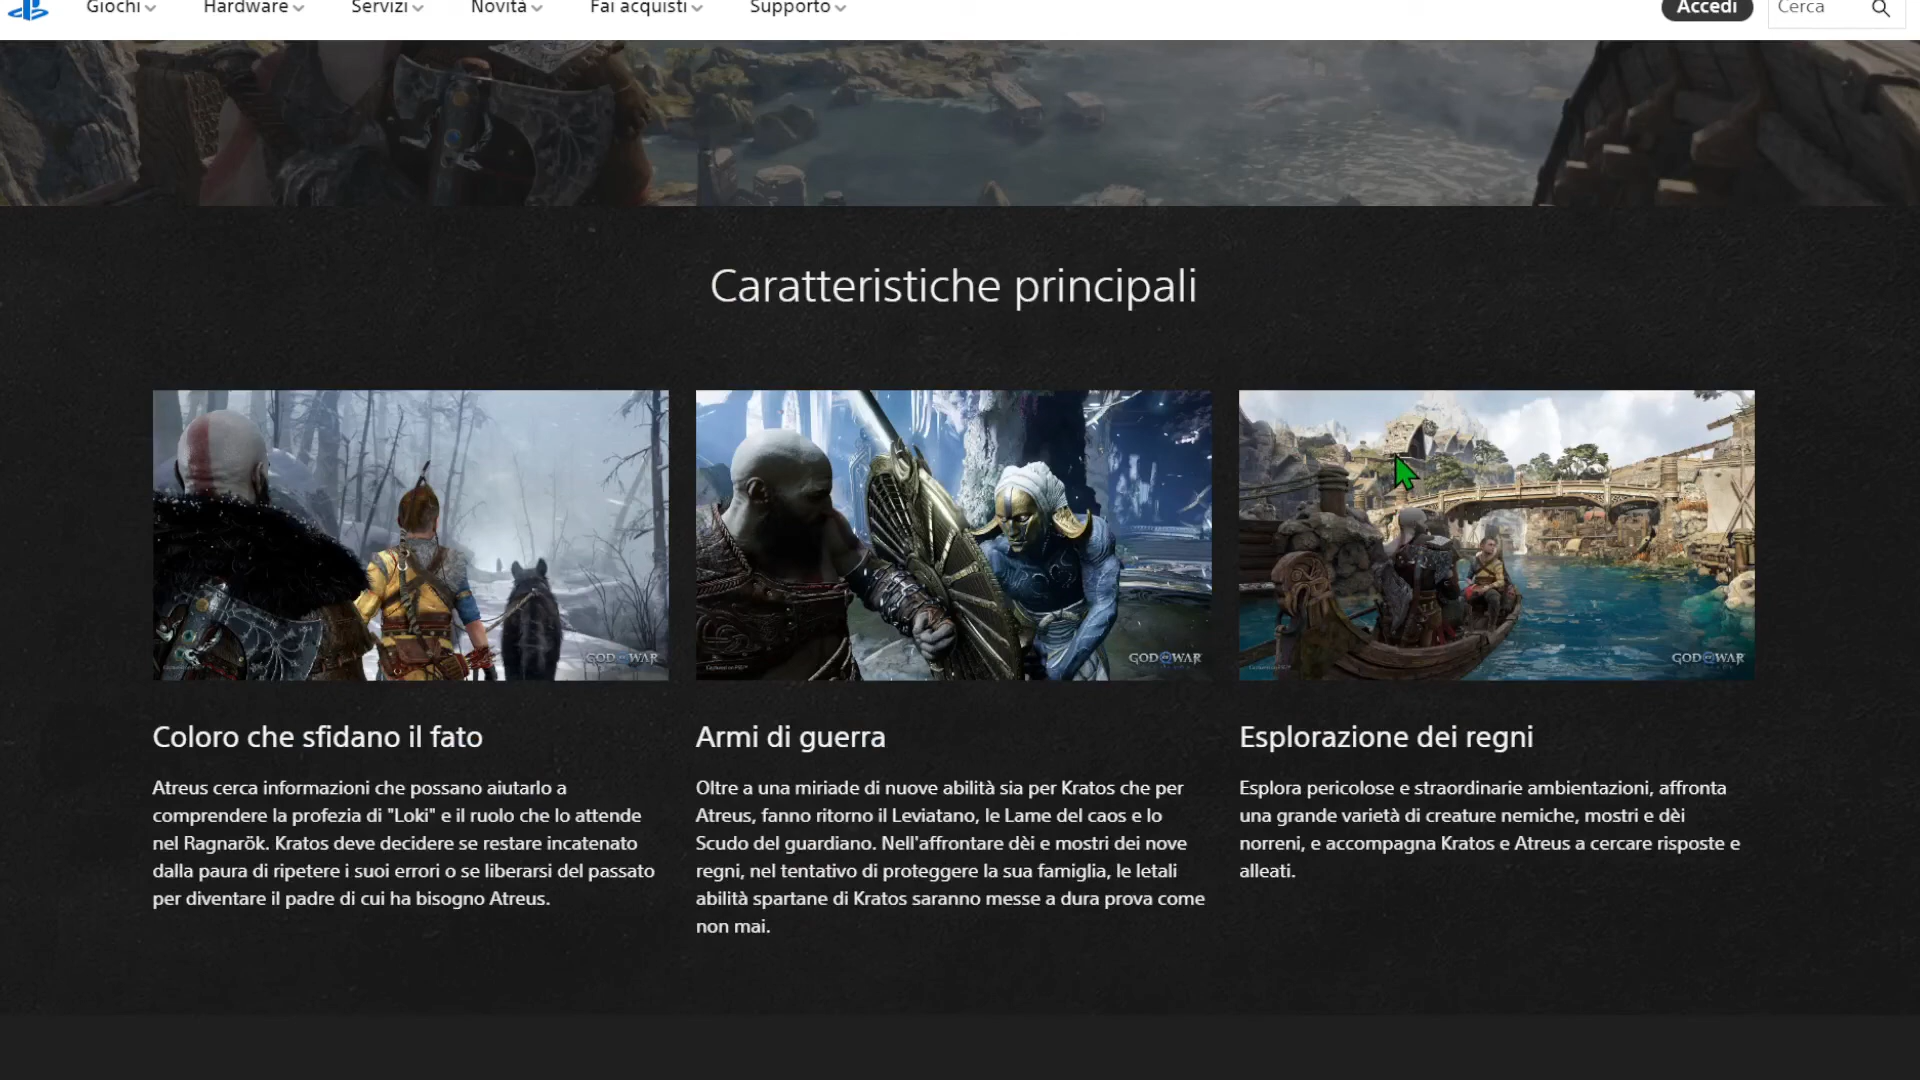 Giochi Hardware Servizi Novità Fai acquisti Supporto Accedi Cerca
Caratteristiche principali
GOD OF WAR
GOD OF WAR
GOD OF WAR
Coloro che sfidano il fato
Atreus cerca informazioni che possano aiutarlo a
comprendere la profezia di "Loki" e il ruolo che lo attende
nel Ragnarök. Kratos deve decidere se restare incatenato
dalla paura di ripetere i suoi errori o se liberarsi del passato
per diventare il padre di cui ha bisogno Atreus.
Armi di guerra
Oltre a una miriade di nuove abilità sia per Kratos che per
Atreus, fanno ritorno il Leviatano, le Lame del caos e lo
Scudo del guardiano. Nell'affrontare dèi e mostri dei nove
regni, nel tentativo di proteggere la sua famiglia, le letali
abilità spartane di Kratos saranno messe a dura prova come
non mai.
Esplorazione dei regni
Esplora pericolose e straordinarie ambientazioni, affronta
una grande varietà di creature nemiche, mostri e dèi
norreni, e accompagna Kratos e Atreus a cercare risposte e
alleati.